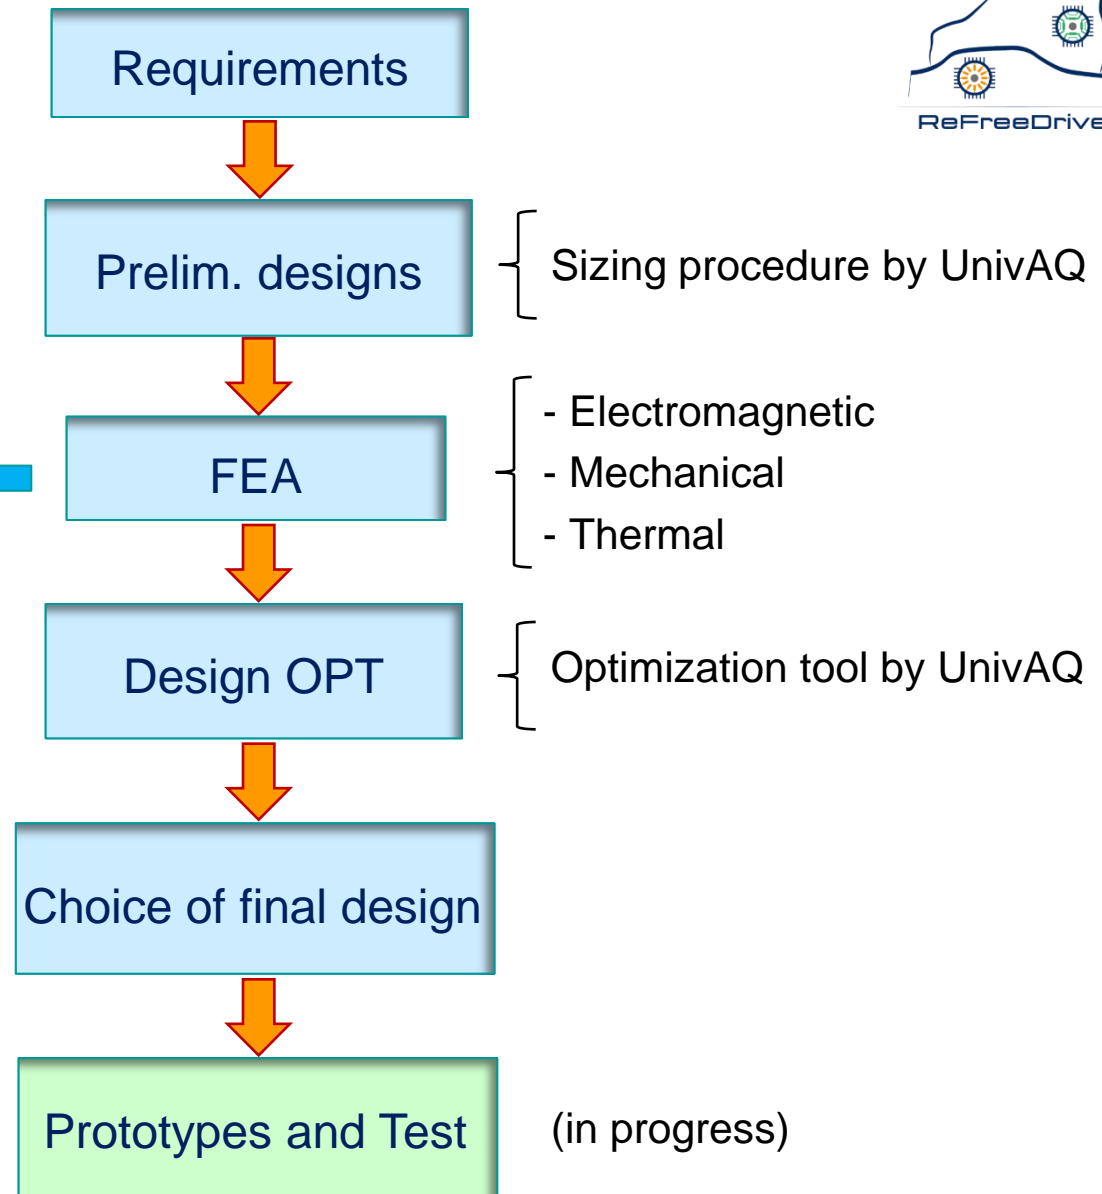 Requirements
ReFreeDrive
Prelim. designs
Sizing procedure by UnivAQ
FEA
- Electromagnetic
- Mechanical
- Thermal
Design OPT
Optimization tool by UnivAQ
Choice of final design
Prototypes and Test
(in progress)